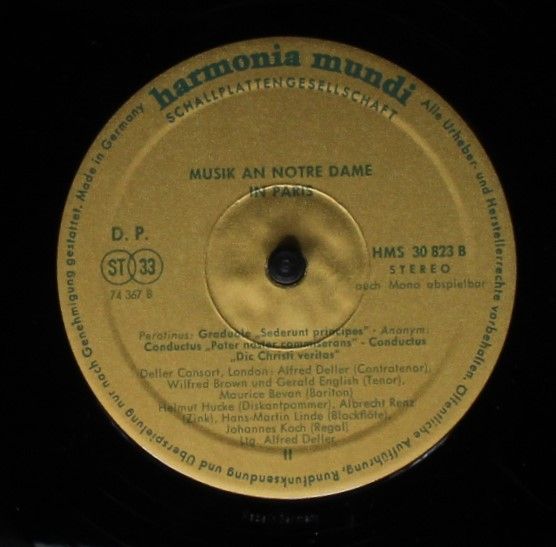 harmonia mundi
SCHALLPLATTENGESELLSCHAFT
Alle Urheber- und Herstellerrechte vorbehalten. Öffentliche Aufführung, Rundfunksendung und Überspielung nur nach Genehmigung gestattet. Made in Germany
MUSIK AN NOTRE DAME
IN PARIS
D. P.
ST 33
74 367 B
HMS 30 823 B
STEREO
auch Mono abspielbar
Perotinus: Graduale „Sederunt principes" - Anonym:
Conductus „Pater noster commiserans" - Conductus
„Dic Christi veritas"
Deller Consort, London: Alfred Deller (Contratenor),
Wilfred Brown und Gerald English (Tenor),
Maurice Bevan (Bariton)
Helmut Hucke (Diskantpommer), Albrecht Renz
(Zink), Hans-Martin Linde (Blockflöte),
Johannes Koch (Regal)
Ltg. Alfred Deller
II
Made in Germany